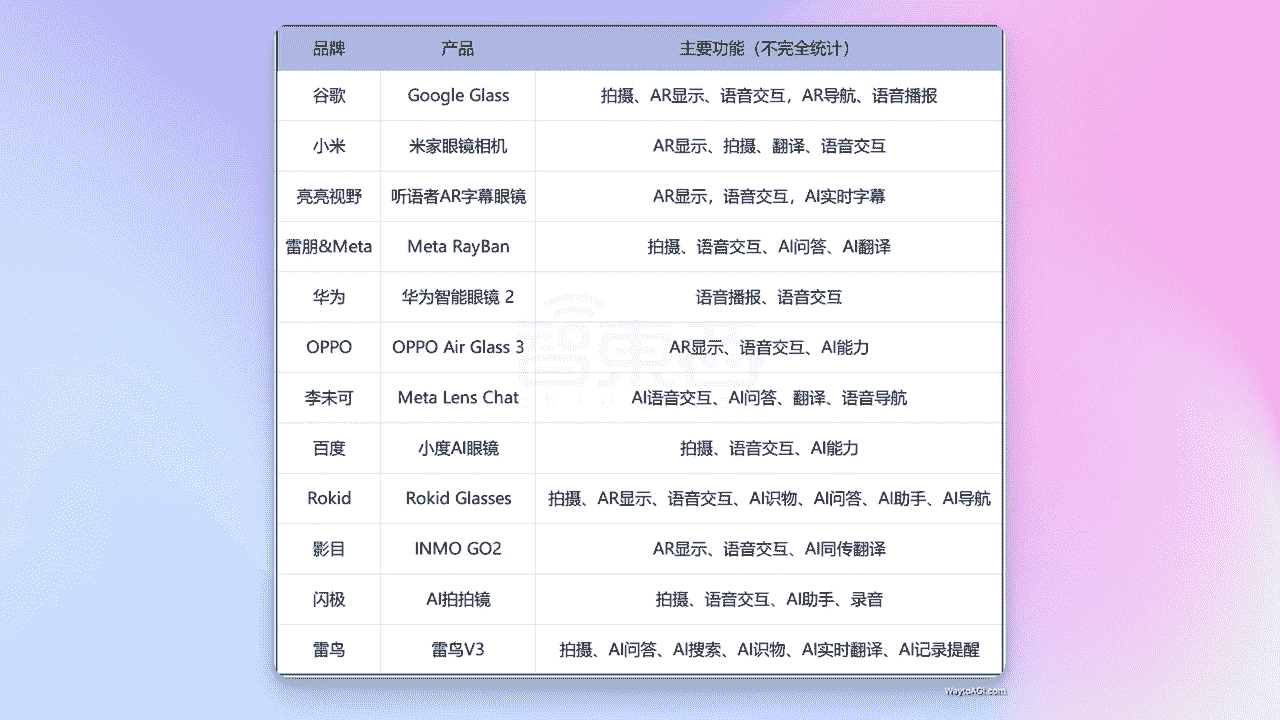 品牌 产品 主要功能（不完全统计）
谷歌 Google Glass 拍摄、AR显示、语音交互，AR导航、语音播报
小米 米家眼镜相机 AR显示、拍摄、翻译、语音交互
亮亮视野 听语者AR字幕眼镜 AR显示，语音交互，AI实时字幕
雷朋&Meta Meta RayBan 拍摄、语音交互、AI问答、AI翻译
华为 华为智能眼镜 2 语音播报、语音交互
OPPO OPPO Air Glass 3 AR显示、语音交互、AI能力
李未可 Meta Lens Chat AI语音交互、AI问答、翻译、语音导航
百度 小度AI眼镜 拍摄、语音交互、AI能力
Rokid Rokid Glasses 拍摄、AR显示、语音交互、AI识物、AI问答、AI助手、AI导航
影目 INMO GO2 AR显示、语音交互、AI同传翻译
闪极 AI拍拍镜 拍摄、语音交互、AI助手、录音
雷鸟 雷鸟V3 拍摄、AI问答、AI搜索、AI识物、AI实时翻译、AI记录提醒
WaytoAGI.com